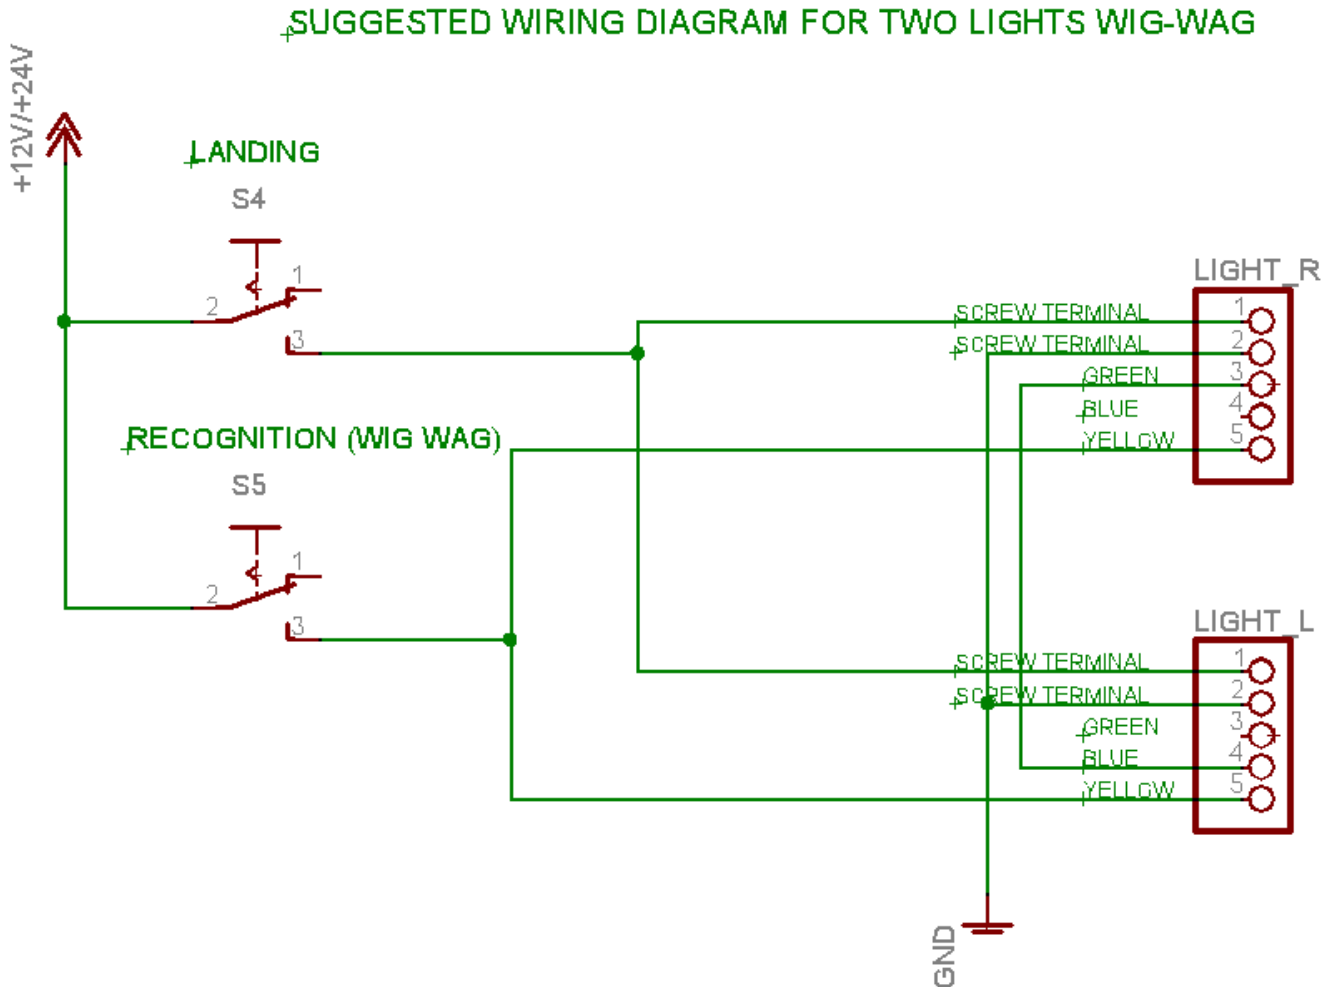 SUGGESTED WIRING DIAGRAM FOR TWO LIGHTS WIG-WAG
+12V/+24V
LANDING
S4
1
2
3
RECOGNITION (WIG WAG)
S5
1
2
3
LIGHT_R
SCREW TERMINAL 1
SCREW TERMINAL 2
GREEN 3
BLUE 4
YELLOW 5
LIGHT_L
SCREW TERMINAL 1
SCREW TERMINAL 2
GREEN 3
BLUE 4
YELLOW 5
GND